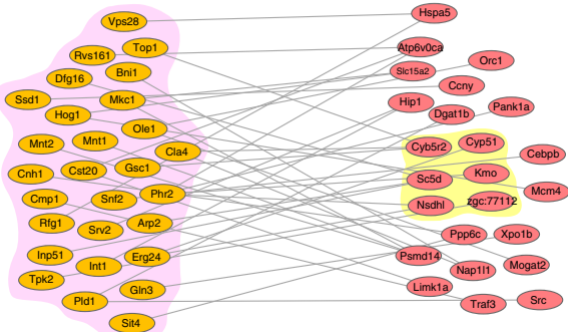 Vps28
Rvs161
Top1
Dfg16
Bni1
Ssd1
Mkc1
Hog1
Ole1
Mnt2
Mnt1
Cla4
Cnh1
Cst20
Gsc1
Cmp1
Snf2
Phr2
Rfg1
Srv2
Arp2
Inp51
Int1
Erg24
Tpk2
Gln3
Pld1
Sit4
Hspa5
Atp6v0ca
Slc15a2
Orc1
Ccny
Hip1
Dgat1b
Pank1a
Cyb5r2
Cyp51
Cebpb
Sc5d
Kmo
Mcm4
Nsdhl
zgc:77112
Ppp6c
Xpo1b
Psmd14
Nap1l1
Mogat2
Limk1a
Traf3
Src